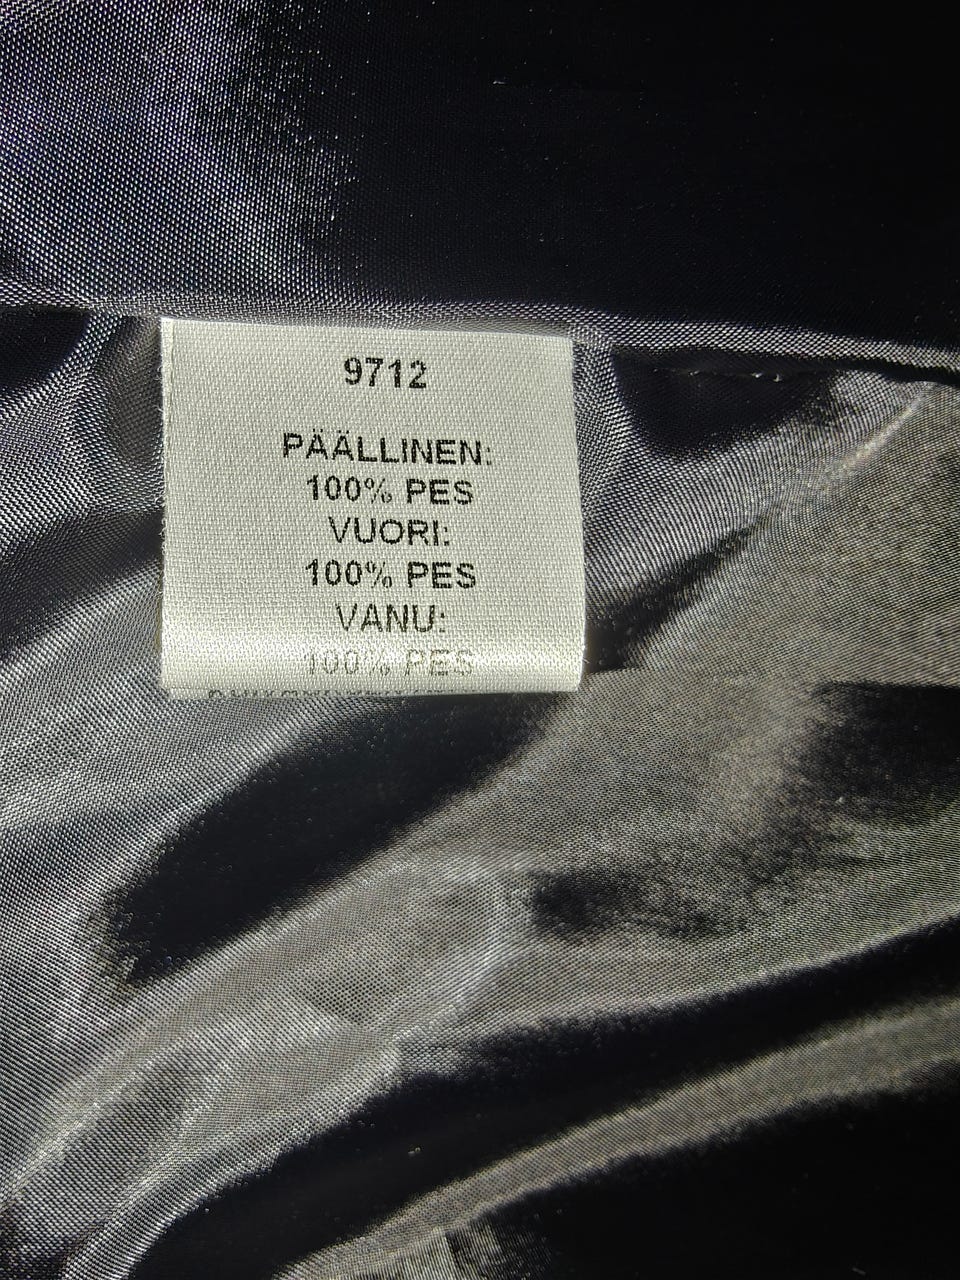 9712
PÄÄLLINEN:
100% PES
VUORI:
100% PES
VANU:
100% PES